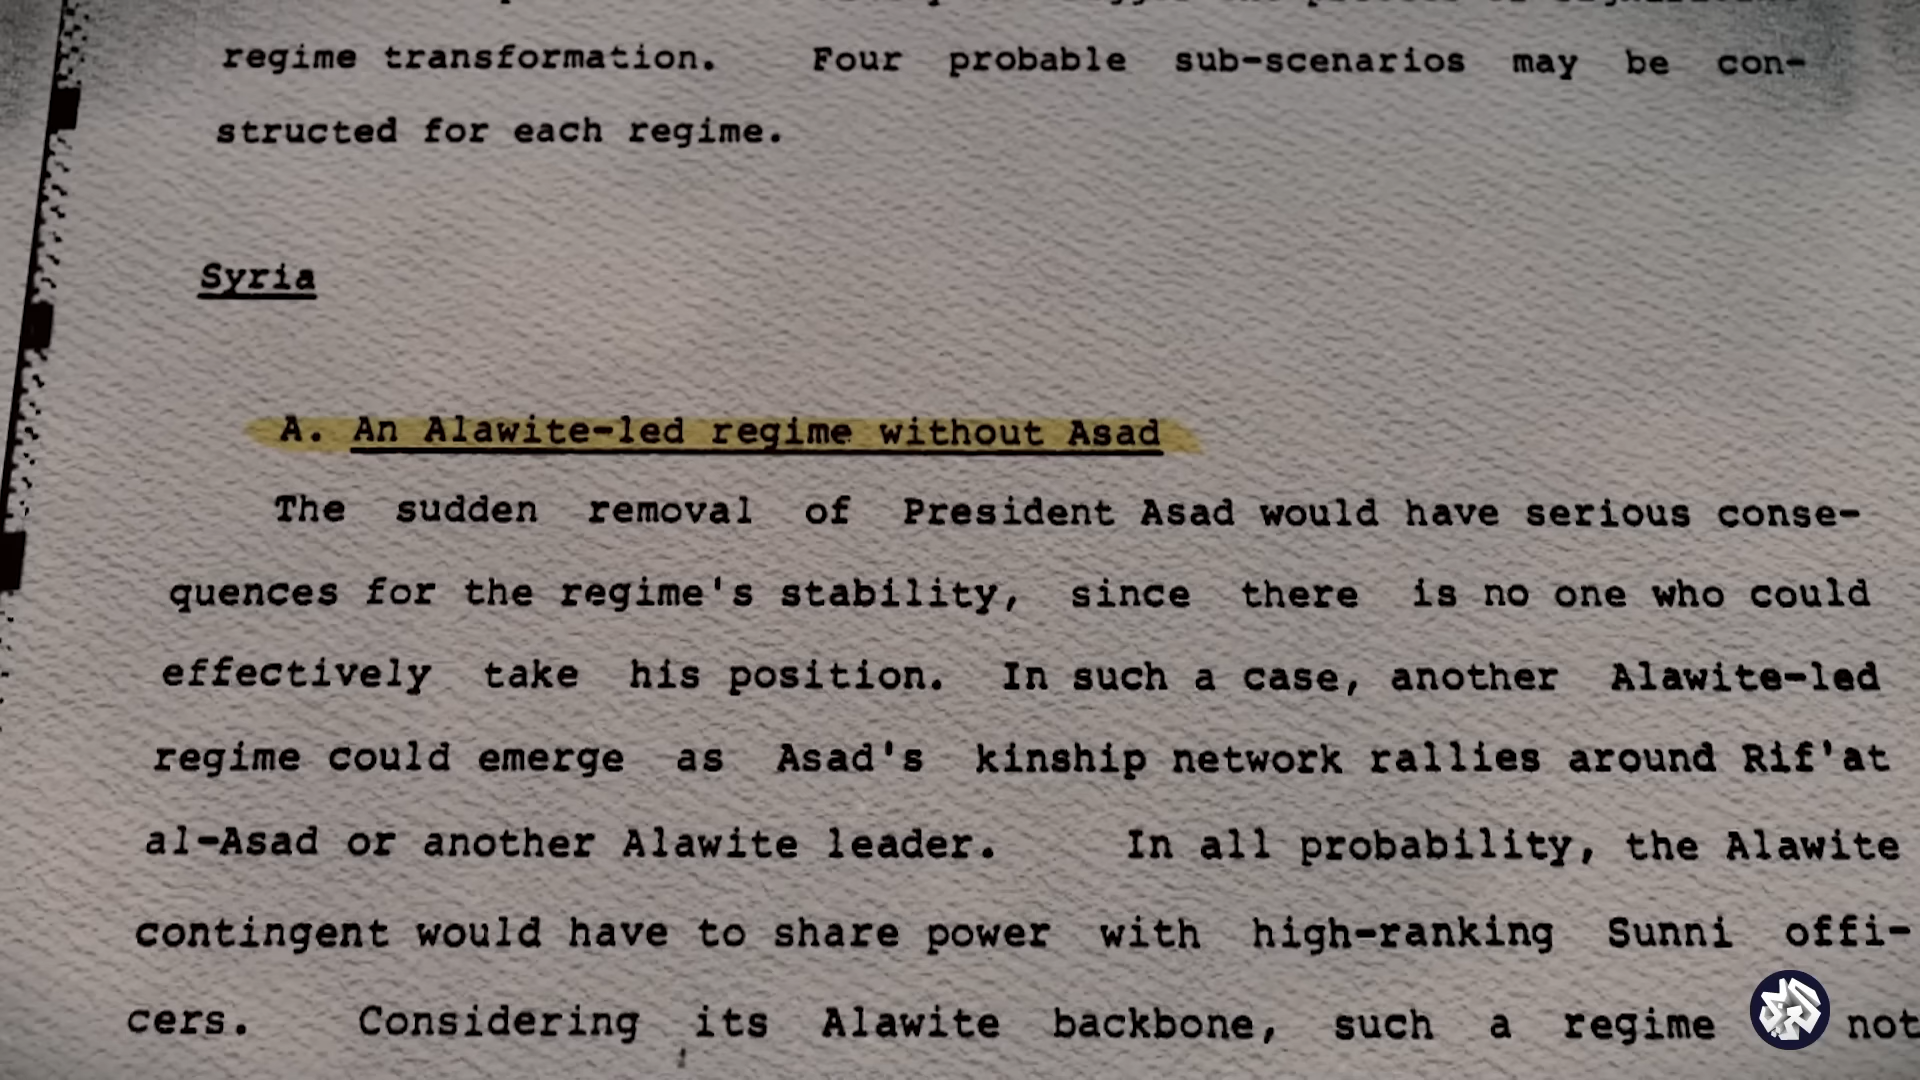 regime transformation. Four probable sub-scenarios may be con-
structed for each regime.
Syria
A. An Alawite-led regime without Asad
The sudden removal of President Asad would have serious conse-
quences for the regime's stability, since there is no one who could
effectively take his position. In such a case, another Alawite-led
regime could emerge as Asad's kinship network rallies around Rif'at
al-Asad or another Alawite leader. In all probability, the Alawite
contingent would have to share power with high-ranking Sunni offi-
cers. Considering its Alawite backbone, such a regime not